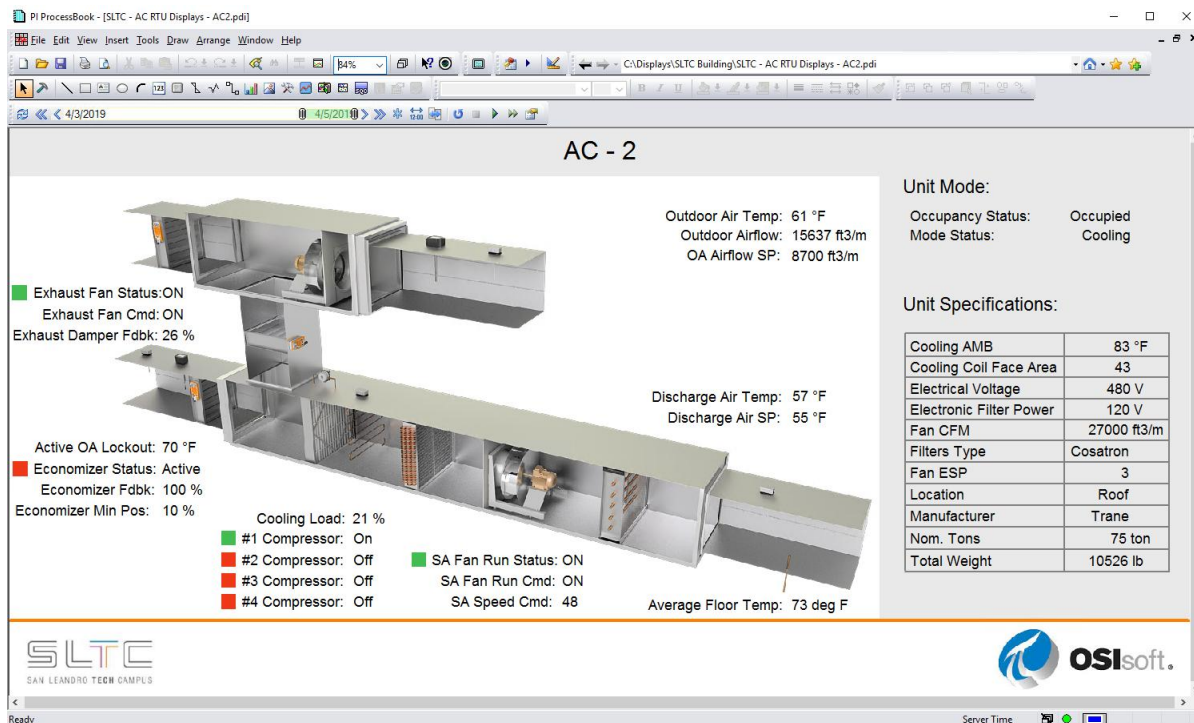 PI ProcessBook - [SLTC - AC RTU Displays - AC2.pdi]
File Edit View Insert Tools Draw Arrange Window Help
84% C:\Displays\SLTC Building\SLTC - AC RTU Displays - AC2.pdi
123 B I U
4/3/2019 4/5/2019
AC - 2
Outdoor Air Temp: 61 °F
Outdoor Airflow: 15637 ft3/m
OA Airflow SP: 8700 ft3/m
Exhaust Fan Status:ON
Exhaust Fan Cmd: ON
Exhaust Damper Fdbk: 26 %
Discharge Air Temp: 57 °F
Discharge Air SP: 55 °F
Active OA Lockout: 70 °F
Economizer Status: Active
Economizer Fdbk: 100 %
Economizer Min Pos: 10 %
Cooling Load: 21 %
#1 Compressor: On
#2 Compressor: Off
#3 Compressor: Off
#4 Compressor: Off
SA Fan Run Status: ON
SA Fan Run Cmd: ON
SA Speed Cmd: 48
Average Floor Temp: 73 deg F
Unit Mode:
Occupancy Status: Occupied
Mode Status: Cooling
Unit Specifications:
Cooling AMB 83 °F
Cooling Coil Face Area 43
Electrical Voltage 480 V
Electronic Filter Power 120 V
Fan CFM 27000 ft3/m
Filters Type Cosatron
Fan ESP 3
Location Roof
Manufacturer Trane
Nom. Tons 75 ton
Total Weight 10526 lb
SLTC
SAN LEANDRO TECH CAMPUS
OSIsoft.
Ready Server Time